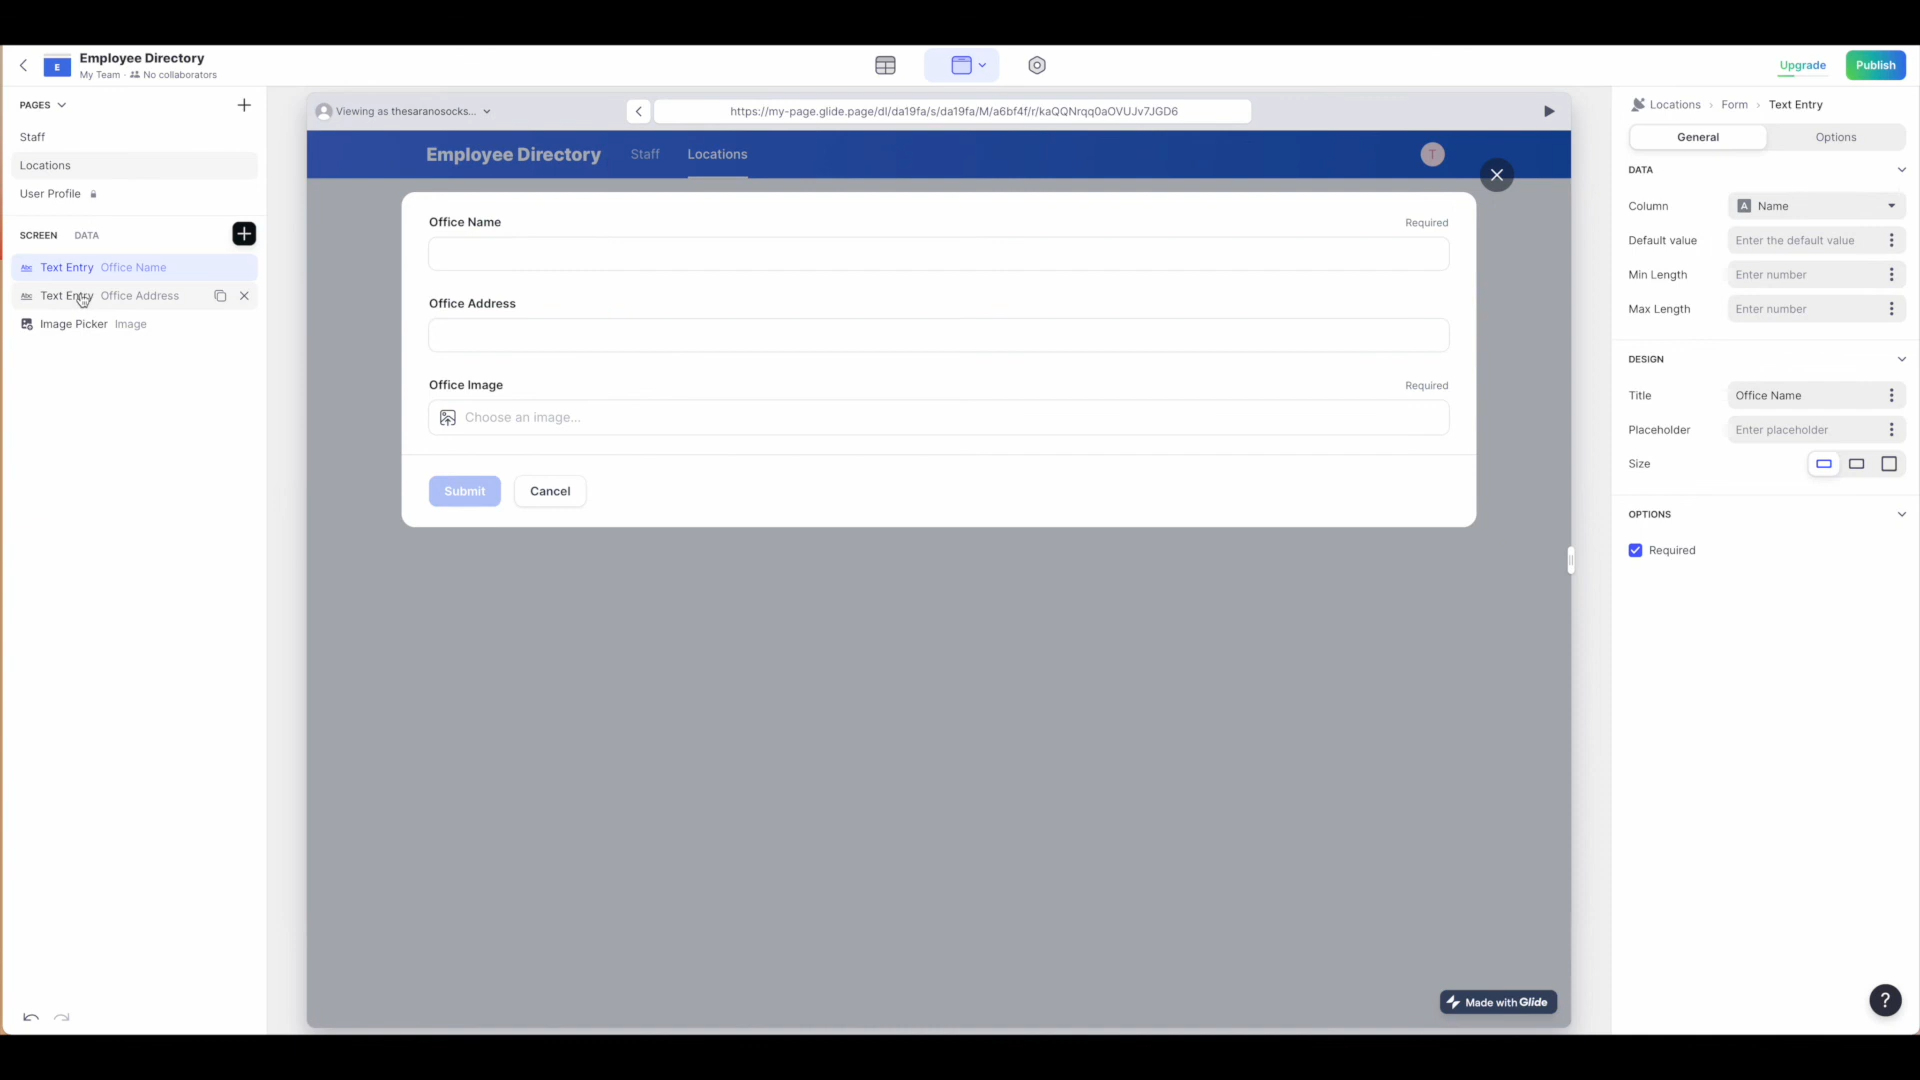 E
Employee Directory
My Team · No collaborators
Upgrade
Publish
PAGES
Staff
Locations
User Profile
SCREEN
DATA
Abc Text Entry Office Name
Abc Text Entry Office Address
Image Picker Image
Viewing as thesaranosocks...
https://my-page.glide.page/dl/da19fa/s/da19fa/M/a6bf4f/r/kaQQNrqq0aOVUJv7JGD6
Employee Directory
Staff
Locations
T
Office Name
Required
Office Address
Office Image
Required
Choose an image...
Submit
Cancel
Made with Glide
Locations › Form › Text Entry
General
Options
DATA
Column
A Name
Default value
Enter the default value
Min Length
Enter number
Max Length
Enter number
DESIGN
Title
Office Name
Placeholder
Enter placeholder
Size
OPTIONS
Required
?